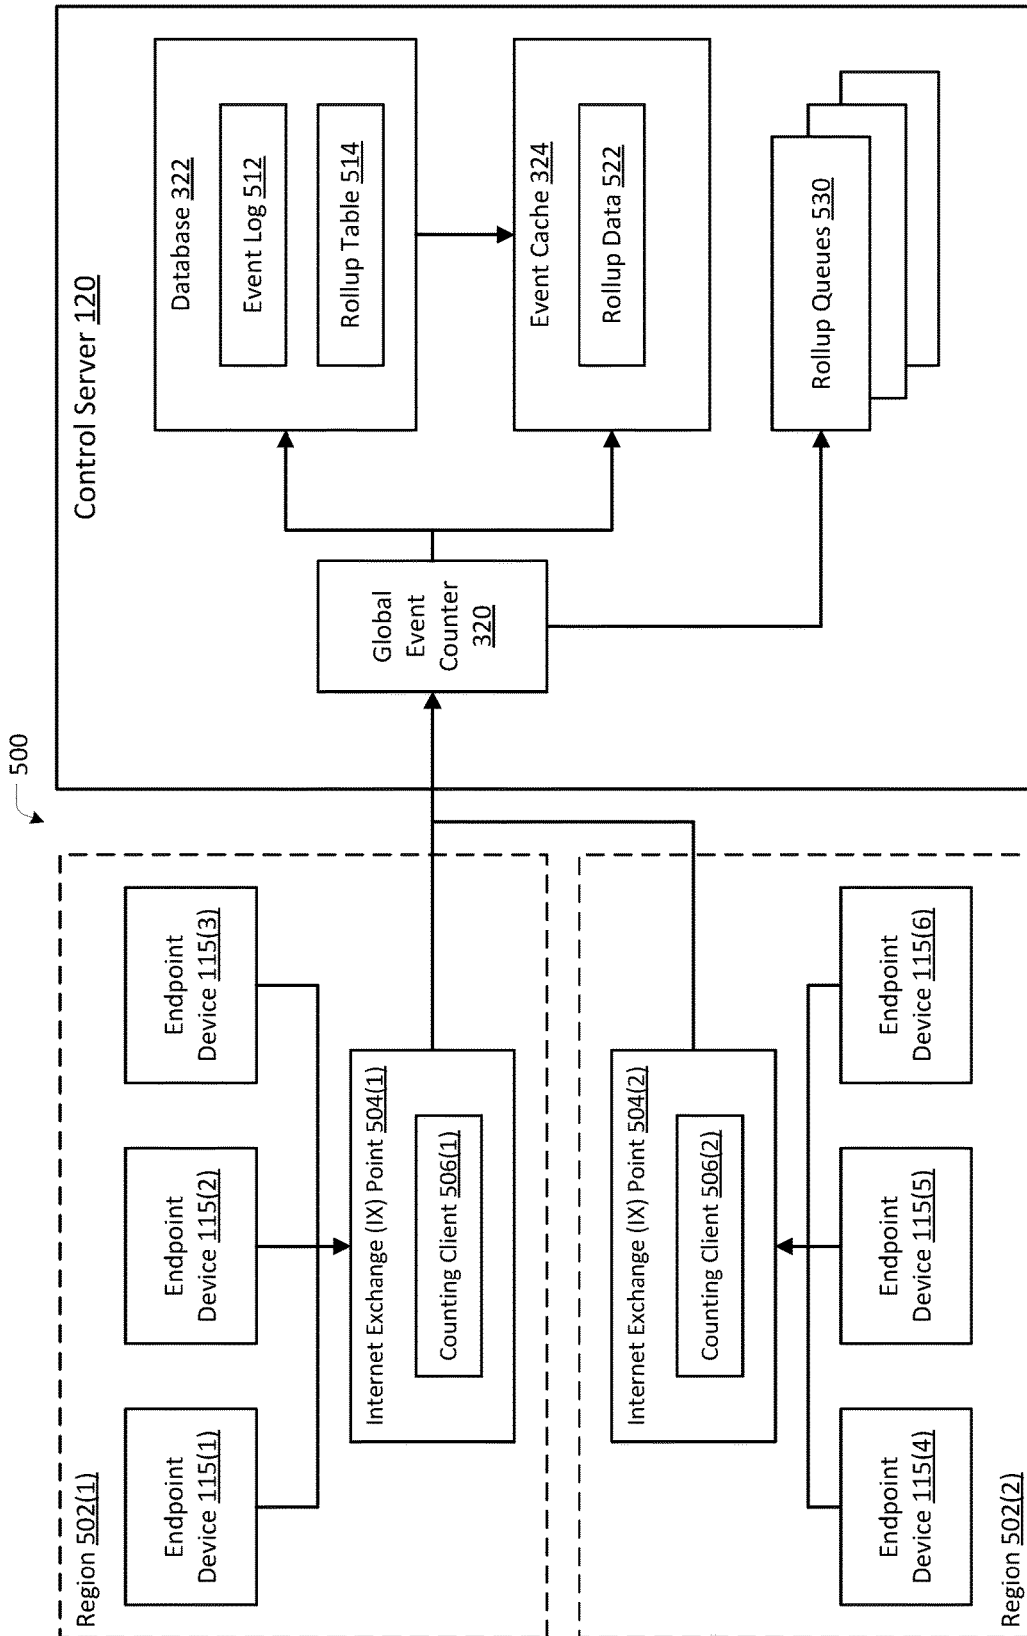 500
Region 502(1)
Endpoint
Device 115(1)
Endpoint
Device 115(2)
Endpoint
Device 115(3)
Internet Exchange (IX) Point 504(1)
Counting Client 506(1)
Internet Exchange (IX) Point 504(2)
Counting Client 506(2)
Endpoint
Device 115(4)
Endpoint
Device 115(5)
Endpoint
Device 115(6)
Region 502(2)
Control Server 120
Global
Event
Counter
320
Database 322
Event Log 512
Rollup Table 514
Event Cache 324
Rollup Data 522
Rollup Queues 530